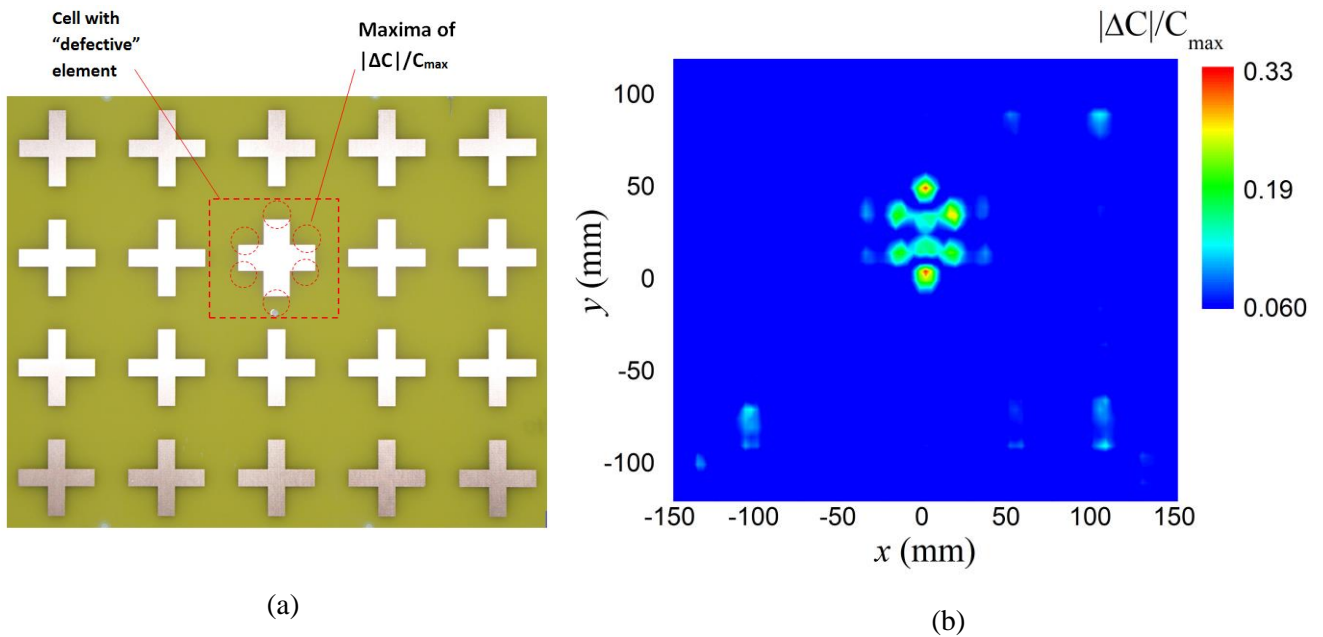 Cell with
“defective”
element
Maxima of
|ΔC|/Cmax
(a)
|ΔC|/Cmax
0.33
0.19
0.060
100
50
0
-50
-100
y (mm)
-150
-100
-50
0
50
100
150
x (mm)
(b)